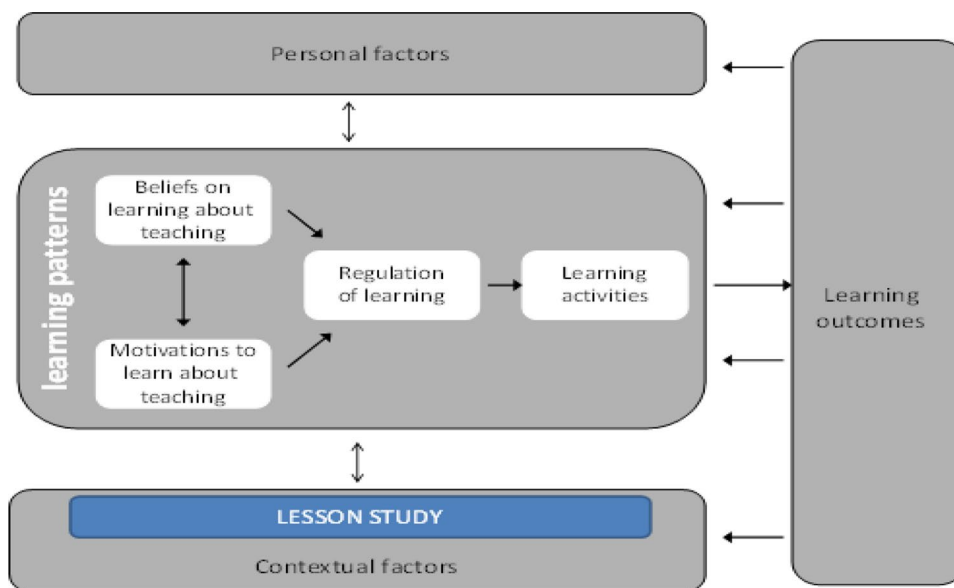 Personal factors
learning patterns
Beliefs on
learning about
teaching
Motivations to
learn about
teaching
Regulation
of learning
Learning
activities
Learning
outcomes
LESSON STUDY
Contextual factors